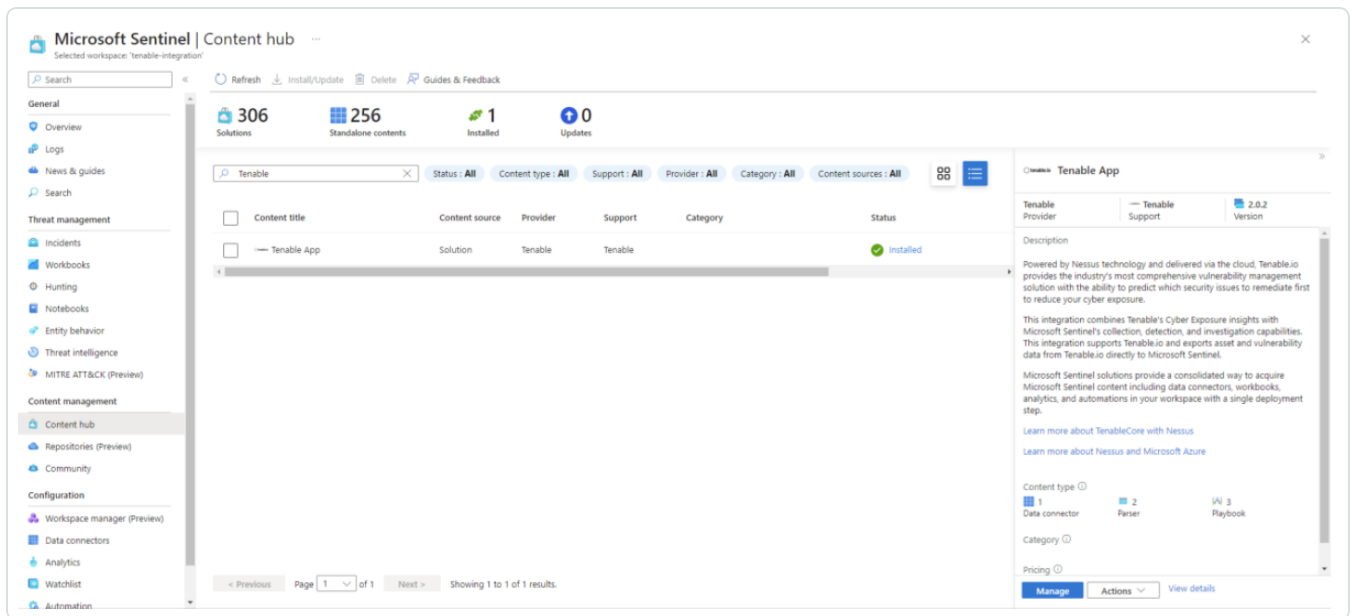 Microsoft Sentinel | Content hub ...
Selected workspace: 'tenable-integration'
Search
General
Overview
Logs
News & guides
Search
Threat management
Incidents
Workbooks
Hunting
Notebooks
Entity behavior
Threat intelligence
MITRE ATT&CK (Preview)
Content management
Content hub
Repositories (Preview)
Community
Configuration
Workspace manager (Preview)
Data connectors
Analytics
Watchlist
Automation
Refresh Install/Update Delete Guides & Feedback
306 256 1 0
Solutions Standalone contents Installed Updates
Tenable Status : All Content type : All Support : All Provider : All Category : All Content sources : All
Content title Content source Provider Support Category Status
Tenable App Solution Tenable Tenable Installed
< Previous Page 1 of 1 Next > Showing 1 to 1 of 1 results.
Tenable App
Tenable Tenable 2.0.2
Provider Support Version
Description
Powered by Nessus technology and delivered via the cloud, Tenable.io
provides the industry's most comprehensive vulnerability management
solution with the ability to predict which security issues to remediate first
to reduce your cyber exposure.
This integration combines Tenable's Cyber Exposure insights with
Microsoft Sentinel's collection, detection, and investigation capabilities.
This integration supports Tenable.io and exports asset and vulnerability
data from Tenable.io directly to Microsoft Sentinel.
Microsoft Sentinel solutions provide a consolidated way to acquire
Microsoft Sentinel content including data connectors, workbooks,
analytics, and automations in your workspace with a single deployment
step.
Learn more about TenableCore with Nessus
Learn more about Nessus and Microsoft Azure
Content type
1 2 3
Data connector Parser Playbook
Category
Pricing
Manage Actions View details